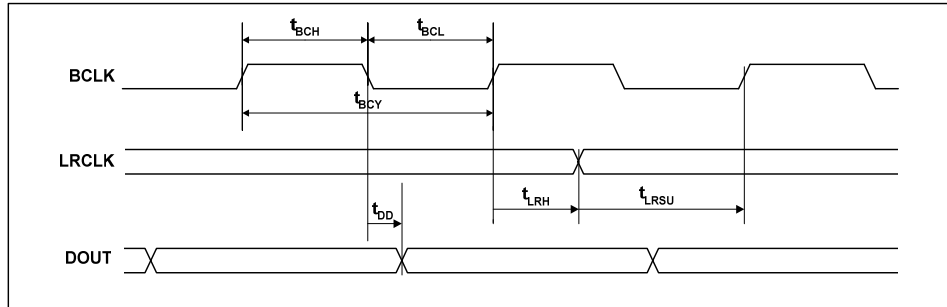 tBCH
tBCL
BCLK
tBCY
LRCLK
tLRH
tLRSU
tDD
DOUT